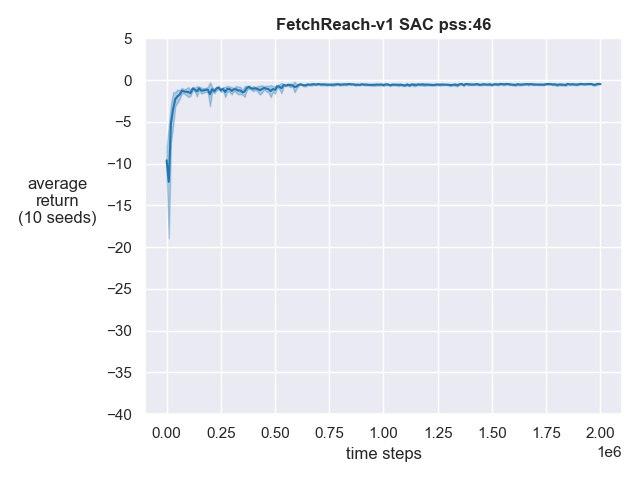 FetchReach-v1 SAC pss:46
5
0
−5
−10
−15
−20
−25
−30
−35
−40
average
return
(10 seeds)
0.00 0.25 0.50 0.75 1.00 1.25 1.50 1.75 2.00
time steps
1e6